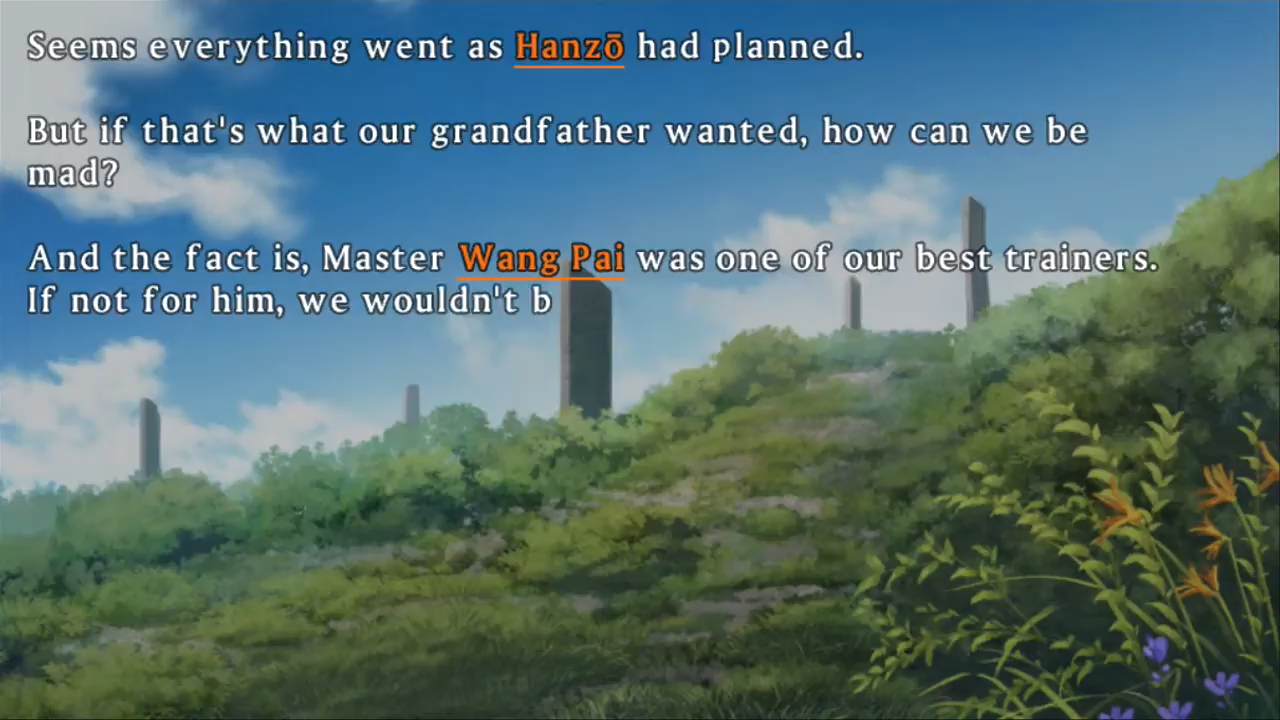 Seems everything went as Hanzō had planned.
But if that's what our grandfather wanted, how can we be
mad?
And the fact is, Master Wang Pai was one of our best trainers.
If not for him, we wouldn't b